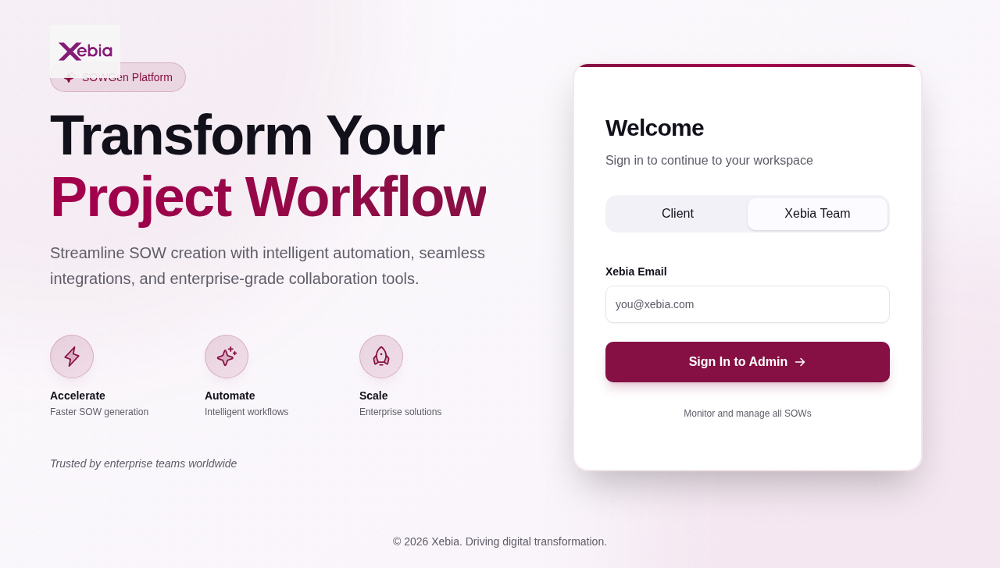 Xebia
SOWGen Platform
Transform Your
Project Workflow
Streamline SOW creation with intelligent automation, seamless
integrations, and enterprise-grade collaboration tools.
Accelerate
Faster SOW generation
Automate
Intelligent workflows
Scale
Enterprise solutions
Trusted by enterprise teams worldwide
Welcome
Sign in to continue to your workspace
Client
Xebia Team
Xebia Email
you@xebia.com
Sign In to Admin →
Monitor and manage all SOWs
© 2026 Xebia. Driving digital transformation.